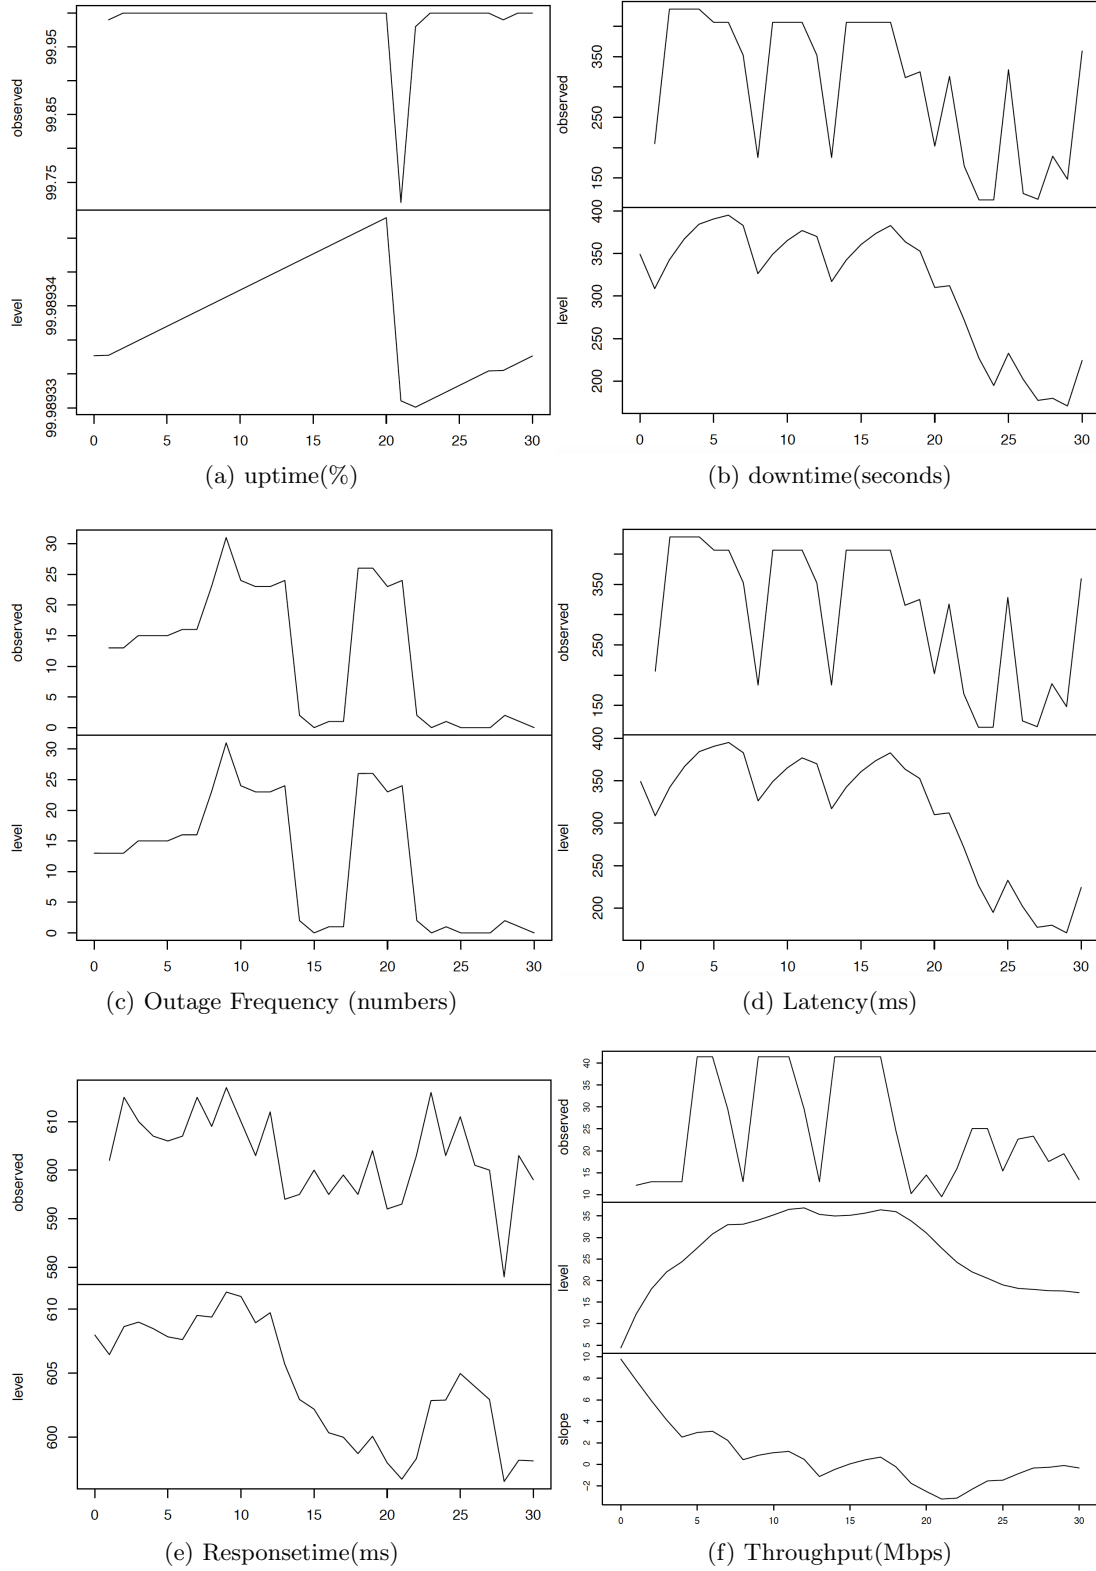 observed
99.75 99.85 99.95
level
99.98933 99.98934
0 5 10 15 20 25 30
(a) uptime(%)
observed
150 250 350
level
200 250 300 350 400
0 5 10 15 20 25 30
(b) downtime(seconds)
observed
0 5 10 15 20 25 30
level
0 5 10 15 20 25 30
0 5 10 15 20 25 30
(c) Outage Frequency (numbers)
observed
150 250 350
level
200 250 300 350 400
0 5 10 15 20 25 30
(d) Latency(ms)
observed
580 590 600 610
level
600 605 610
0 5 10 15 20 25 30
(e) Responsetime(ms)
observed
10 15 20 25 30 35 40
level
5 10 15 20 25 30 35
slope
−2 0 2 4 6 8 10
0 5 10 15 20 25 30
(f) Throughput(Mbps)